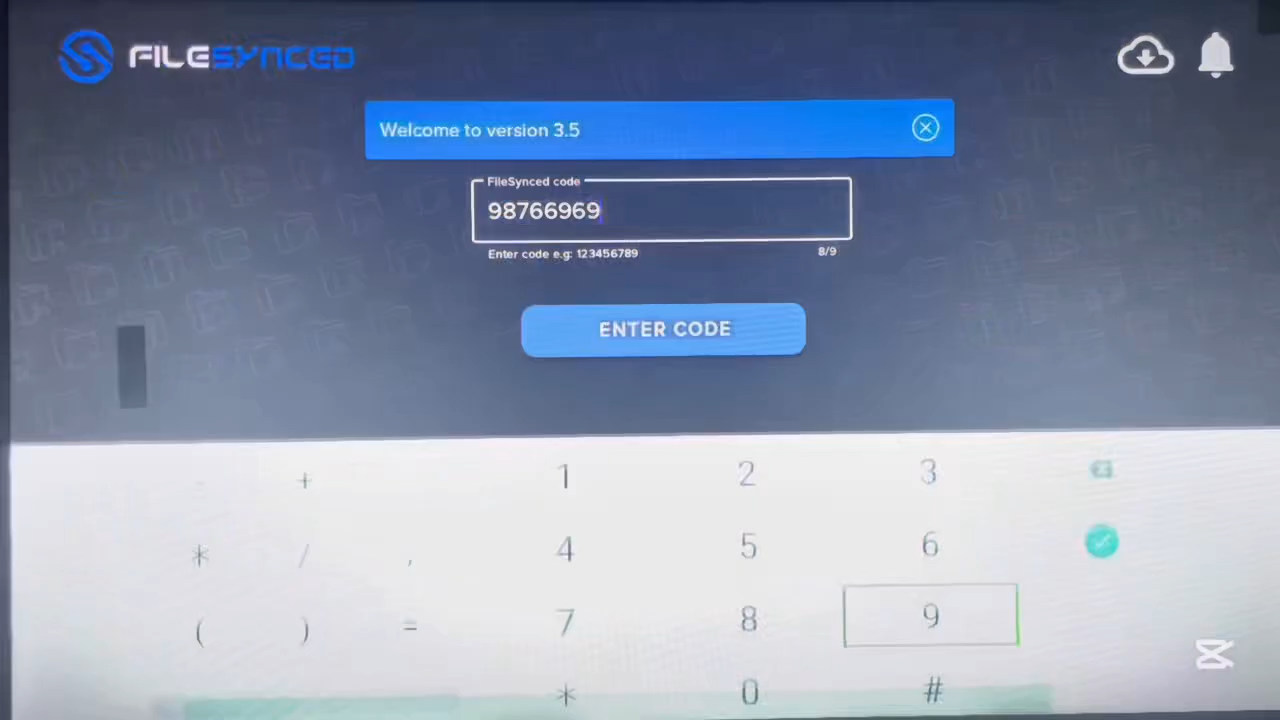 FILESYNCED
Welcome to version 3.5
FileSynced code
98766969
Enter code e.g: 123456789 8/9
ENTER CODE
- + 1 2 3
* / , 4 5 6
( ) = 7 8 9
* 0 #